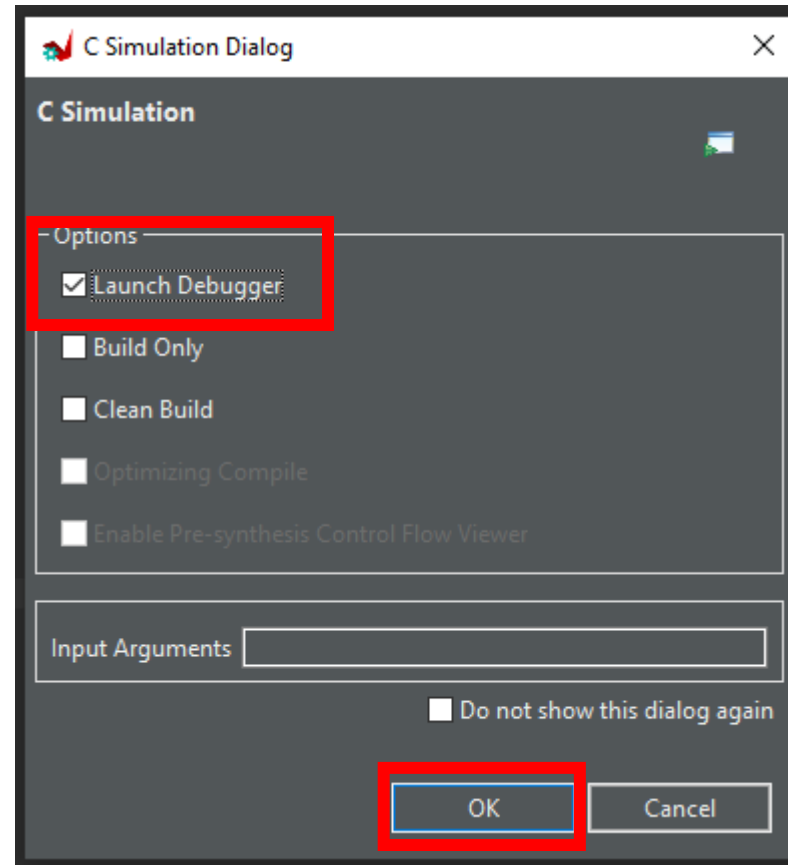 C Simulation Dialog
C Simulation
Options
Launch Debugger
Build Only
Clean Build
Optimizing Compile
Enable Pre-synthesis Control Flow Viewer
Input Arguments
Do not show this dialog again
OK Cancel